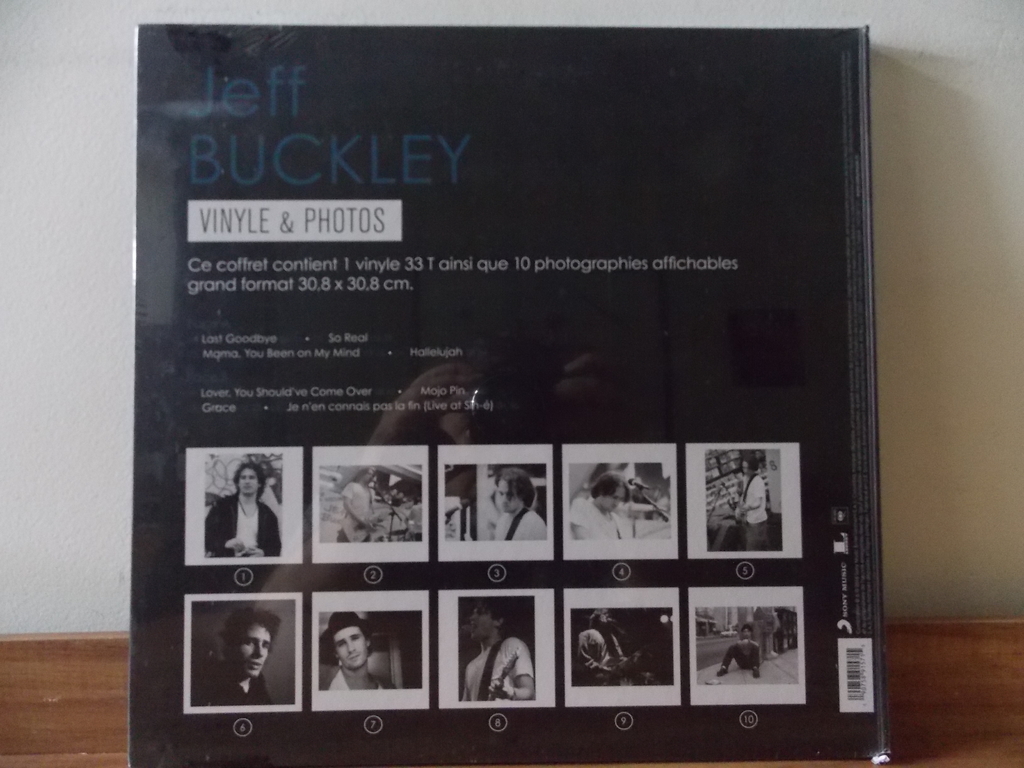 Jeff
BUCKLEY
VINYLE & PHOTOS
Ce coffret contient 1 vinyle 33 T ainsi que 10 photographies affichables
grand format 30,8 x 30,8 cm.
Last Goodbye • So Real
Mama, You Been on My Mind • Hallelujah
Lover, You Should've Come Over • Mojo Pin •
Grace • Je n'en connais pas la fin (Live at Sin-é)
1 2 3 4 5
6 7 8 9 10
SONY MUSIC